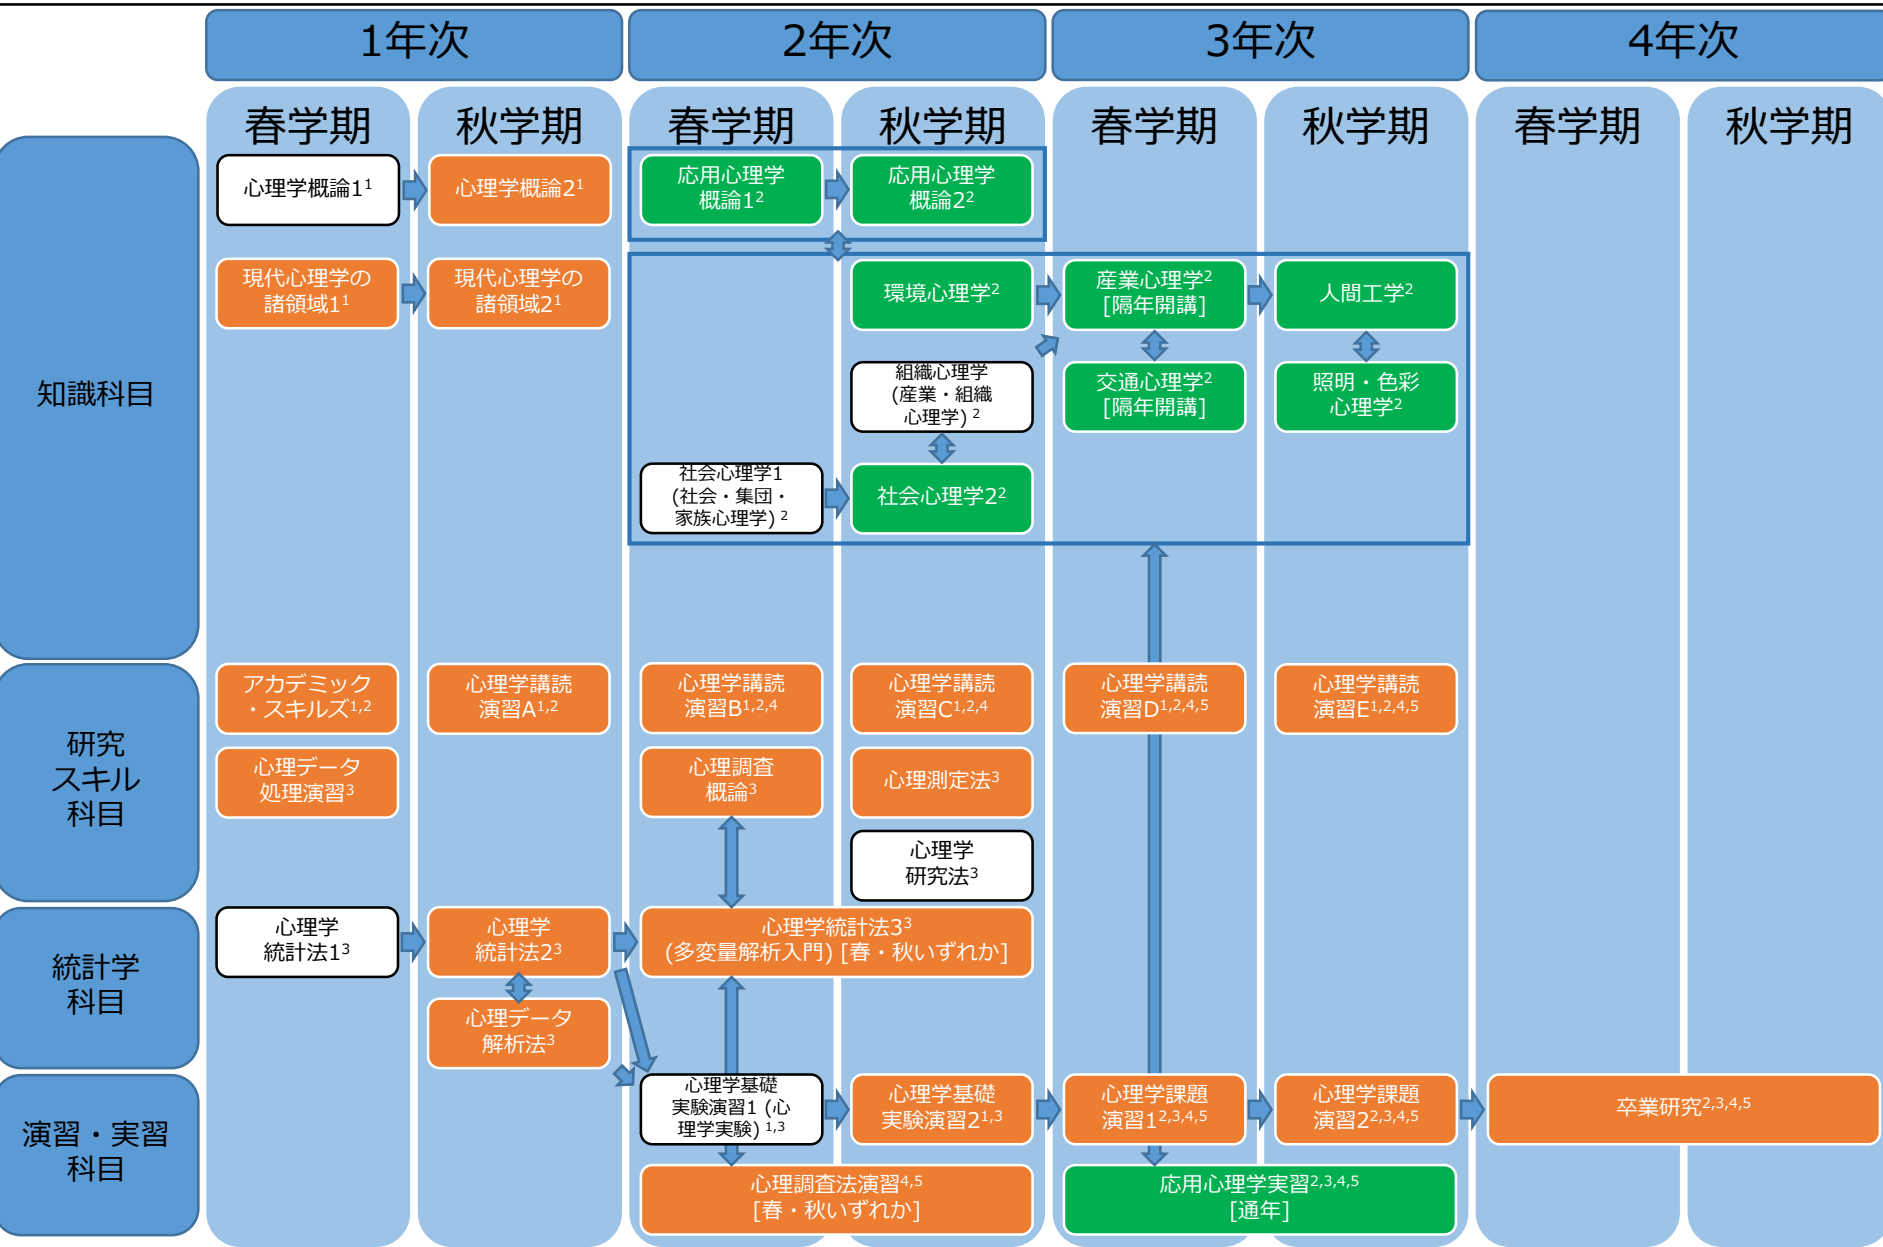 1年次
2年次
3年次
4年次
春学期
秋学期
春学期
秋学期
春学期
秋学期
春学期
秋学期
知識科目
心理学概論1¹
心理学概論2¹
応用心理学
概論1²
応用心理学
概論2²
現代心理学の
諸領域1¹
現代心理学の
諸領域2¹
環境心理学²
産業心理学²
[隔年開講]
人間工学²
組織心理学
(産業・組織
心理学) ²
交通心理学²
[隔年開講]
照明・色彩
心理学²
社会心理学1
(社会・集団・
家族心理学) ²
社会心理学2²
研究
スキル
科目
アカデミック
・スキルズ¹,²
心理学講読
演習A¹,²
心理学講読
演習B¹,²,⁴
心理学講読
演習C¹,²,⁴
心理学講読
演習D¹,²,⁴,⁵
心理学講読
演習E¹,²,⁴,⁵
心理データ
処理演習³
心理調査
概論³
心理測定法³
心理学
研究法³
統計学
科目
心理学
統計法1³
心理学
統計法2³
心理学統計法3³
(多変量解析入門) [春・秋いずれか]
心理データ
解析法³
演習・実習
科目
心理学基礎
実験演習1 (心
理学実験) ¹,³
心理学基礎
実験演習2¹,³
心理学課題
演習1²,³,⁴,⁵
心理学課題
演習2²,³,⁴,⁵
卒業研究²,³,⁴,⁵
心理調査法演習⁴,⁵
[春・秋いずれか]
応用心理学実習²,³,⁴,⁵
[通年]